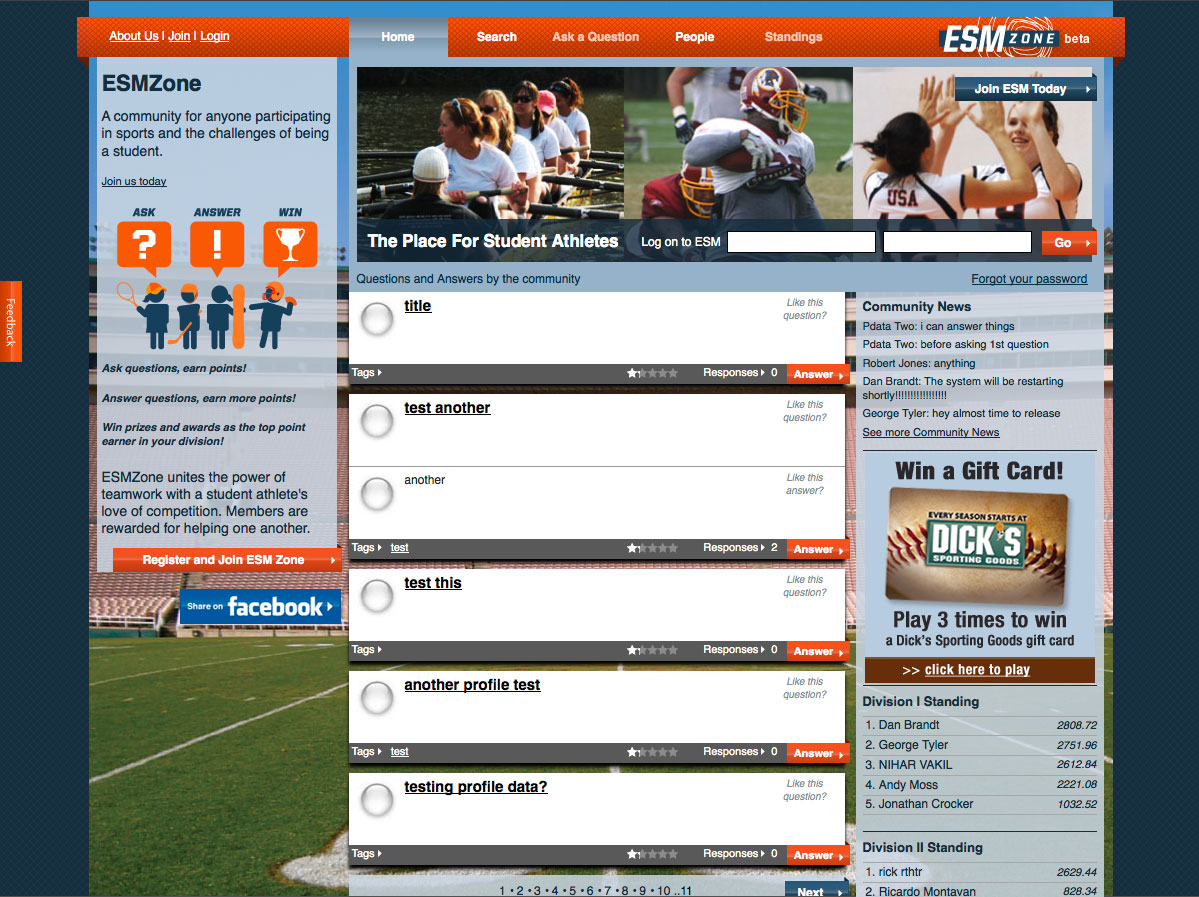 About Us | Join | Login
Home
Search
Ask a Question
People
Standings
ESM ZONE beta
ESMZone
A community for anyone participating
in sports and the challenges of being
a student.
Join us today
ASK
ANSWER
WIN
?
!
Ask questions, earn points!
Answer questions, earn more points!
Win prizes and awards as the top point
earner in your division!
ESMZone unites the power of
teamwork with a student athlete's
love of competition. Members are
rewarded for helping one another.
Register and Join ESM Zone
Share on facebook
Feedback
Join ESM Today
USA
The Place For Student Athletes
Log on to ESM
Go
Questions and Answers by the community
Forgot your password
title
Like this
question?
Tags
Responses 0
Answer
test another
Like this
question?
another
Like this
answer?
Tags test
Responses 2
Answer
test this
Like this
question?
Tags
Responses 0
Answer
another profile test
Like this
question?
Tags test
Responses 0
Answer
testing profile data?
Like this
question?
Tags
Responses 0
Answer
1 • 2 • 3 • 4 • 5 • 6 • 7 • 8 • 9 • 10 ..11
Next
Community News
Pdata Two: i can answer things
Pdata Two: before asking 1st question
Robert Jones: anything
Dan Brandt: The system will be restarting
shortly!!!!!!!!!!!!!!!!!
George Tyler: hey almost time to release
See more Community News
Win a Gift Card!
EVERY SEASON STARTS AT
DICK'S
SPORTING GOODS
Play 3 times to win
a Dick's Sporting Goods gift card
>> click here to play
Division I Standing
1. Dan Brandt 2808.72
2. George Tyler 2751.96
3. NIHAR VAKIL 2612.84
4. Andy Moss 2221.08
5. Jonathan Crocker 1032.52
Division II Standing
1. rick rthtr 2629.44
2. Ricardo Montavan 828.34